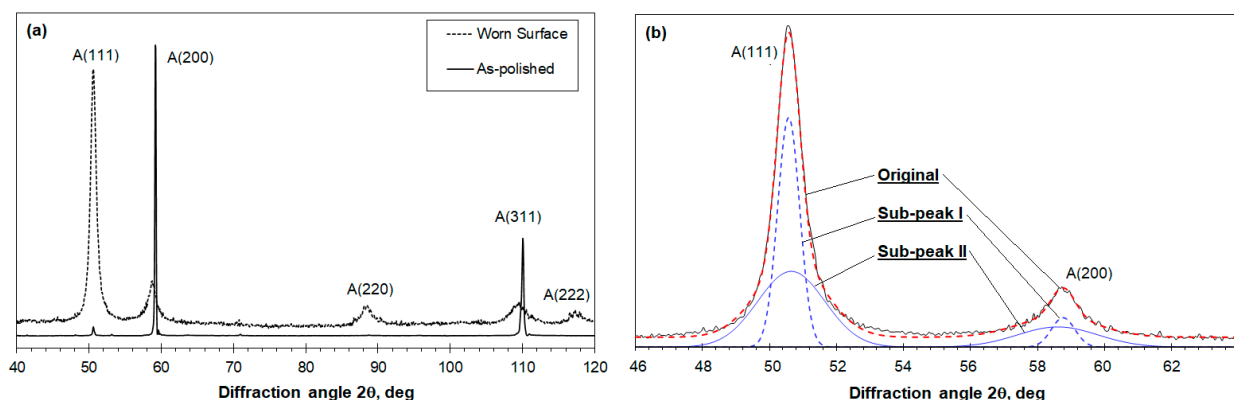 (a)
A(111)
A(200)
Worn Surface
As-polished
A(311)
A(220)
A(222)
40 50 60 70 80 90 100 110 120
Diffraction angle 2θ, deg
(b)
A(111)
Original
Sub-peak I
Sub-peak II
A(200)
46 48 50 52 54 56 58 60 62
Diffraction angle 2θ, deg